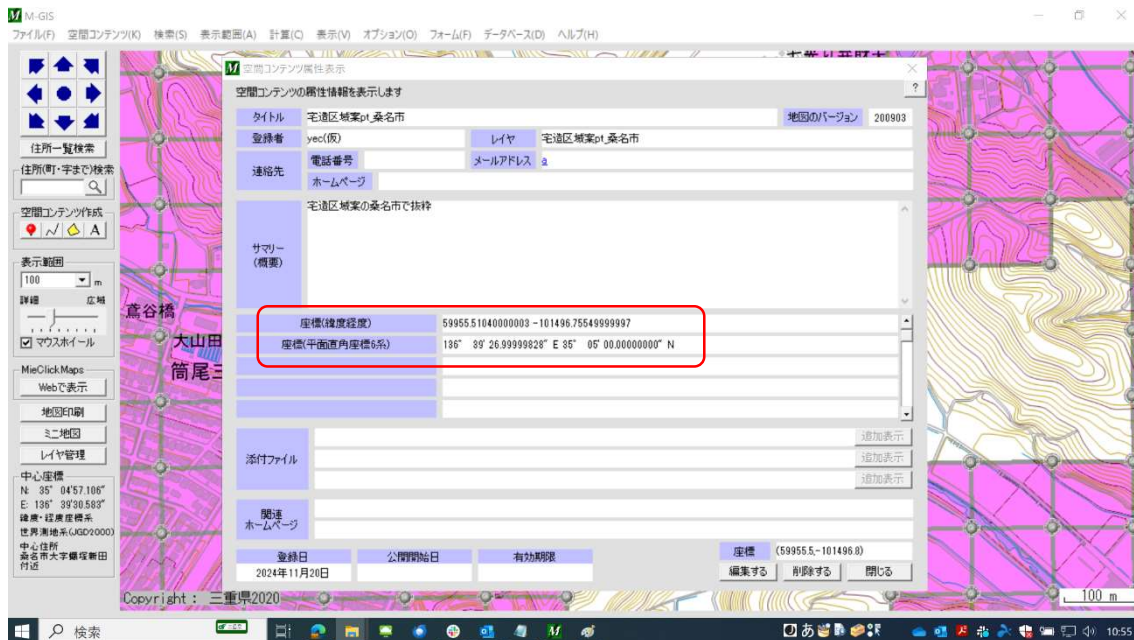 M-GIS
ファイル(F) 空間コンテンツ(K) 検索(S) 表示範囲(A) 計算(C) 表示(V) オプション(O) フォーム(F) データベース(D) ヘルプ(H)
空間コンテンツ属性表示
空間コンテンツの属性情報を表示します
?
タイトル 宅造区域案pt_桑名市 地図のバージョン 200903
登録者 yec(仮) レイヤ 宅造区域案pt_桑名市
連絡先 電話番号 メールアドレス a
ホームページ
サマリー
(概要)
宅造区域案の桑名市で抜粋
座標(緯度経度) 59955.51040000003 -101496.75549999997
座標(平面直角座標6系) 136° 39' 26.99999828" E 35° 05' 00.00000000" N
添付ファイル
追加表示
追加表示
追加表示
関連
ホームページ
登録日 公開開始日 有効期限
2024年11月20日
座標 (59955.5,-101496.8)
編集する 削除する 閉じる
住所一覧検索
住所(町・字まで)検索
空間コンテンツ作成
A
表示範囲
100 m
詳細 広域
マウスホイール
MieClickMaps
Webで表示
地図印刷
ミニ地図
レイヤ管理
中心座標
N: 35° 04'57.106"
E: 136° 39'30.583"
緯度・経度座標系
世界測地系(JGD2000)
中心住所
桑名市大字蠣塚新田
付近
蔦谷橋
大山田
筒尾三
Copyright : 三重県2020
100 m
検索
あ
10:55